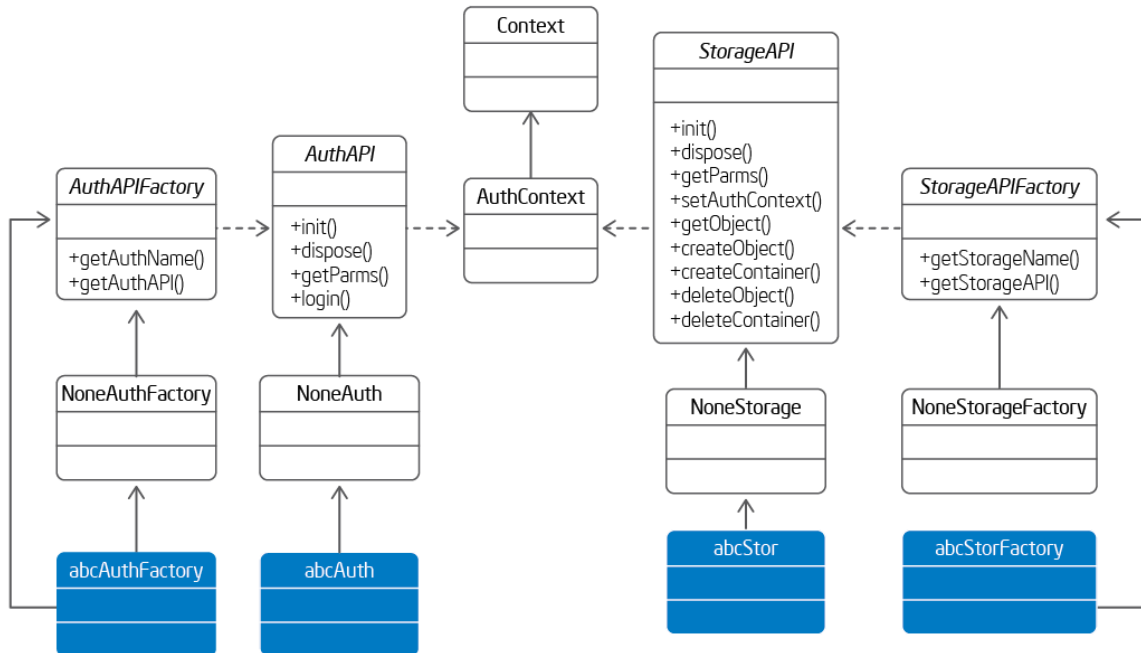 Context
StorageAPI
+init()
+dispose()
+getParms()
+setAuthContext()
+getObject()
+createObject()
+createContainer()
+deleteObject()
+deleteContainer()
AuthAPI
+init()
+dispose()
+getParms()
+login()
AuthAPIFactory
+getAuthName()
+getAuthAPI()
AuthContext
StorageAPIFactory
+getStorageName()
+getStorageAPI()
NoneAuthFactory
NoneAuth
NoneStorage
NoneStorageFactory
abcAuthFactory
abcAuth
abcStor
abcStorFactory